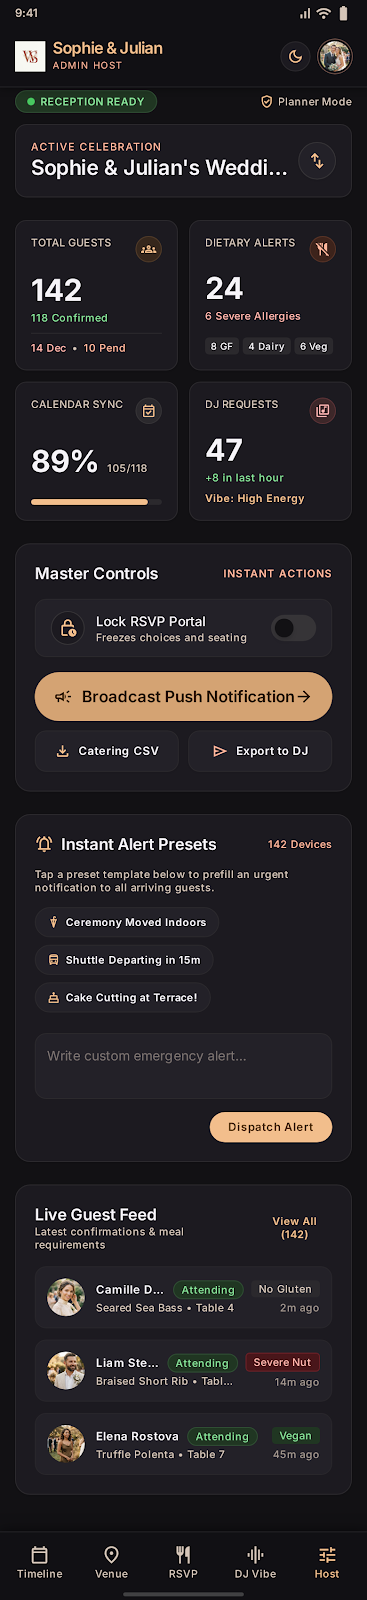 9:41
WS
Sophie & Julian
ADMIN HOST
RECEPTION READY
Planner Mode
ACTIVE CELEBRATION
Sophie & Julian's Weddi...
TOTAL GUESTS
142
118 Confirmed
14 Dec • 10 Pend
DIETARY ALERTS
24
6 Severe Allergies
8 GF 4 Dairy 6 Veg
CALENDAR SYNC
89% 105/118
DJ REQUESTS
47
+8 in last hour
Vibe: High Energy
Master Controls
INSTANT ACTIONS
Lock RSVP Portal
Freezes choices and seating
Broadcast Push Notification
Catering CSV
Export to DJ
Instant Alert Presets
142 Devices
Tap a preset template below to prefill an urgent
notification to all arriving guests.
Ceremony Moved Indoors
Shuttle Departing in 15m
Cake Cutting at Terrace!
Write custom emergency alert...
Dispatch Alert
Live Guest Feed
Latest confirmations & meal
requirements
View All
(142)
Camille D... Attending No Gluten
Seared Sea Bass • Table 4 2m ago
Liam Ste... Attending Severe Nut
Braised Short Rib • Tabl... 14m ago
Elena Rostova Attending Vegan
Truffle Polenta • Table 7 45m ago
Timeline
Venue
RSVP
DJ Vibe
Host